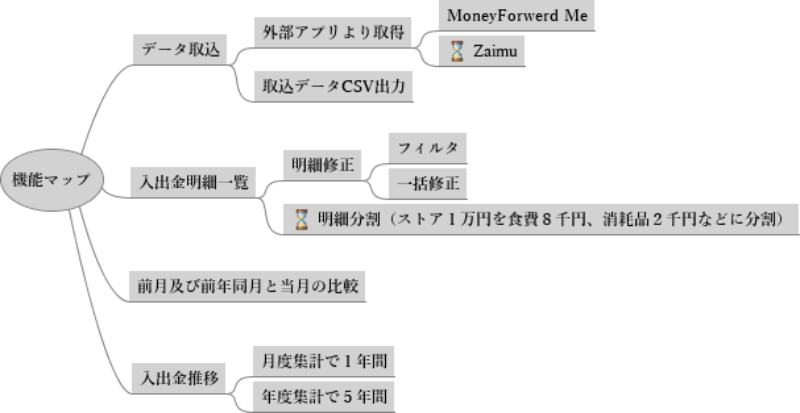 機能マップ
データ取込
外部アプリより取得
MoneyForwerd Me
⌛ Zaimu
取込データCSV出力
入出金明細一覧
明細修正
フィルタ
一括修正
⌛ 明細分割（ストア１万円を食費８千円、消耗品２千円などに分割）
前月及び前年同月と当月の比較
入出金推移
月度集計で１年間
年度集計で５年間